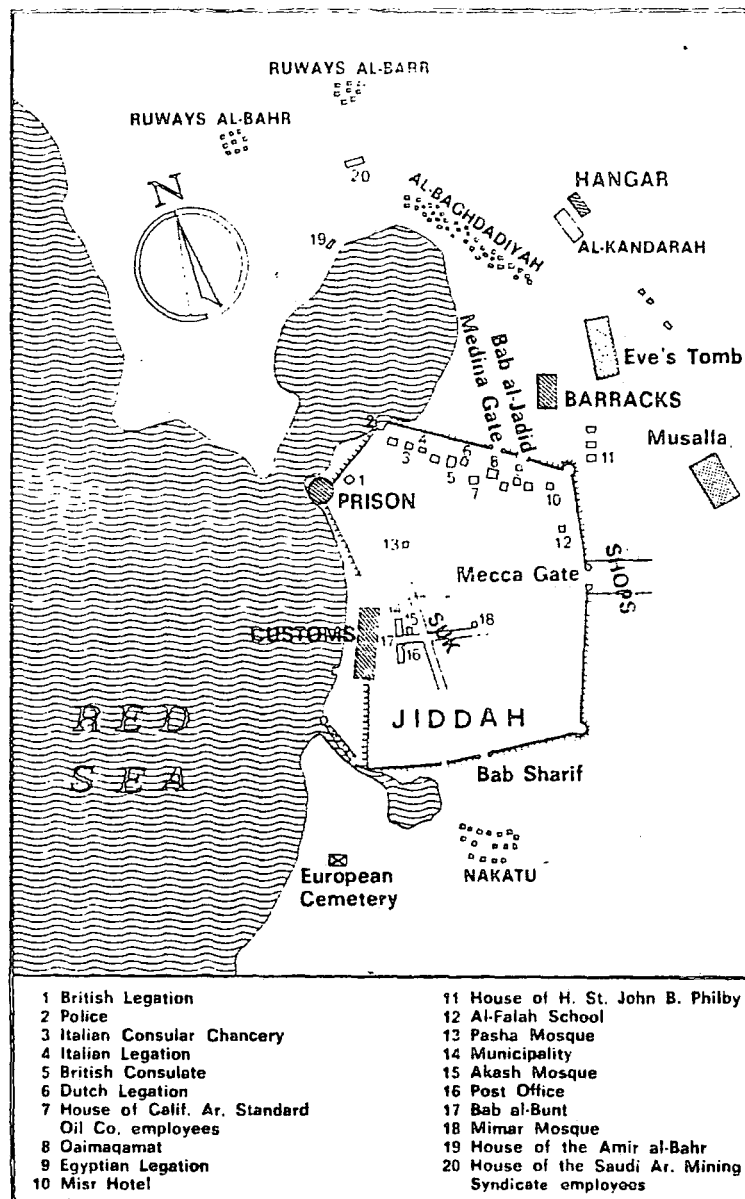 RUWAYS AL-BARR
RUWAYS AL-BAHR
20
N
AL-BAGHDADIYAH
HANGAR
AL-KANDARAH
19
Eve's Tomb
Bab al-Jadid
Medina Gate
BARRACKS
Musalla
2
3
4
5
6
7
8
10
11
1
PRISON
12
13
Mecca Gate
SHOPS
CUSTOMS
15
17
16
SUK
18
JIDDAH
RED
SEA
Bab Sharif
European
Cemetery
NAKATU
1 British Legation
2 Police
3 Italian Consular Chancery
4 Italian Legation
5 British Consulate
6 Dutch Legation
7 House of Calif. Ar. Standard
Oil Co. employees
8 Qaimaqamat
9 Egyptian Legation
10 Misr Hotel
11 House of H. St. John B. Philby
12 Al-Falah School
13 Pasha Mosque
14 Municipality
15 Akash Mosque
16 Post Office
17 Bab al-Bunt
18 Mimar Mosque
19 House of the Amir al-Bahr
20 House of the Saudi Ar. Mining
Syndicate employees